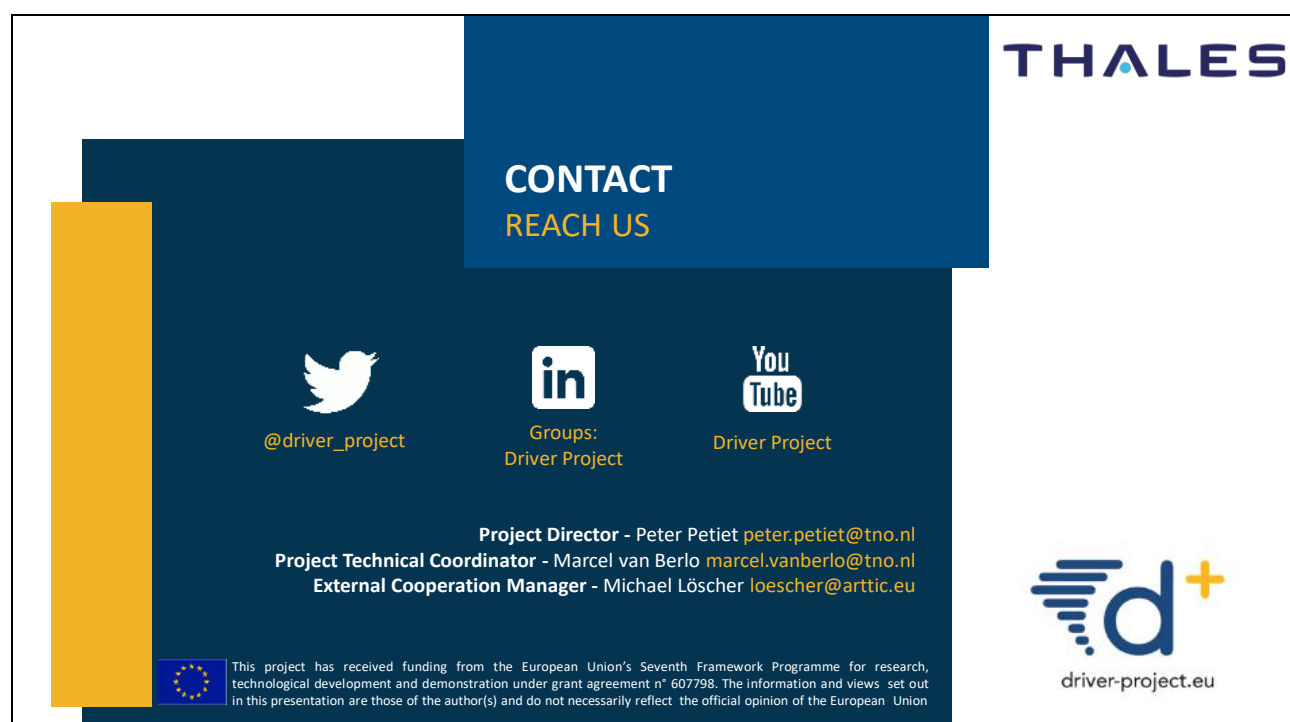 THALES
CONTACT
REACH US
You
Tube
in
@driver_project
Groups:
Driver Project
Driver Project
Project Director - Peter Petiet peter.petiet@tno.nl
Project Technical Coordinator - Marcel van Berlo marcel.vanberlo@tno.nl
External Cooperation Manager - Michael Löscher loescher@arttic.eu
This project has received funding from the European Union’s Seventh Framework Programme for research,
technological development and demonstration under grant agreement n° 607798. The information and views set out
in this presentation are those of the author(s) and do not necessarily reflect the official opinion of the European Union
d+
driver-project.eu